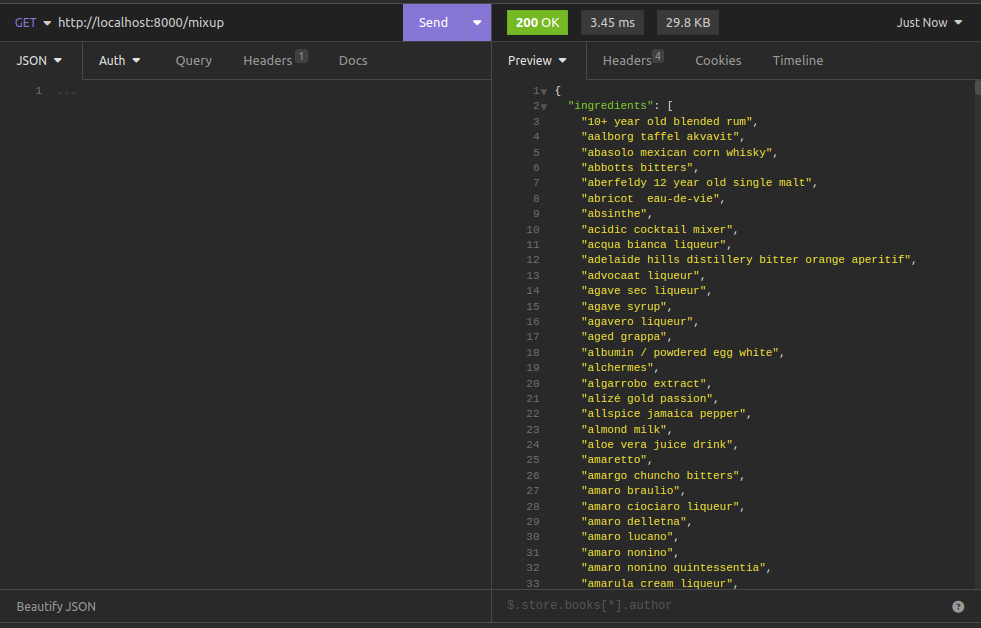 GET http://localhost:8000/mixup Send 200 OK 3.45 ms 29.8 KB Just Now
JSON Auth Query Headers 1 Docs Preview Headers 4 Cookies Timeline
1 ...
1 {
2 "ingredients": [
3 "10+ year old blended rum",
4 "aalborg taffel akvavit",
5 "abasolo mexican corn whisky",
6 "abbotts bitters",
7 "aberfeldy 12 year old single malt",
8 "abricot  eau-de-vie",
9 "absinthe",
10 "acidic cocktail mixer",
11 "acqua bianca liqueur",
12 "adelaide hills distillery bitter orange aperitif",
13 "advocaat liqueur",
14 "agave sec liqueur",
15 "agave syrup",
16 "agavero liqueur",
17 "aged grappa",
18 "albumin / powdered egg white",
19 "alchermes",
20 "algarrobo extract",
21 "alizé gold passion",
22 "allspice jamaica pepper",
23 "almond milk",
24 "aloe vera juice drink",
25 "amaretto",
26 "amargo chuncho bitters",
27 "amaro braulio",
28 "amaro ciociaro liqueur",
29 "amaro delletna",
30 "amaro lucano",
31 "amaro nonino",
32 "amaro nonino quintessentia",
33 "amarula cream liqueur",
Beautify JSON $.store.books[*].author ?